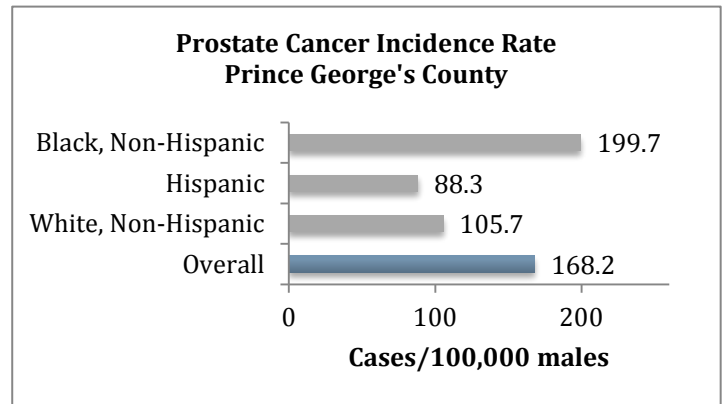 Prostate Cancer Incidence Rate
Prince George's County
Black, Non-Hispanic 199.7
Hispanic 88.3
White, Non-Hispanic 105.7
Overall 168.2
0 100 200
Cases/100,000 males